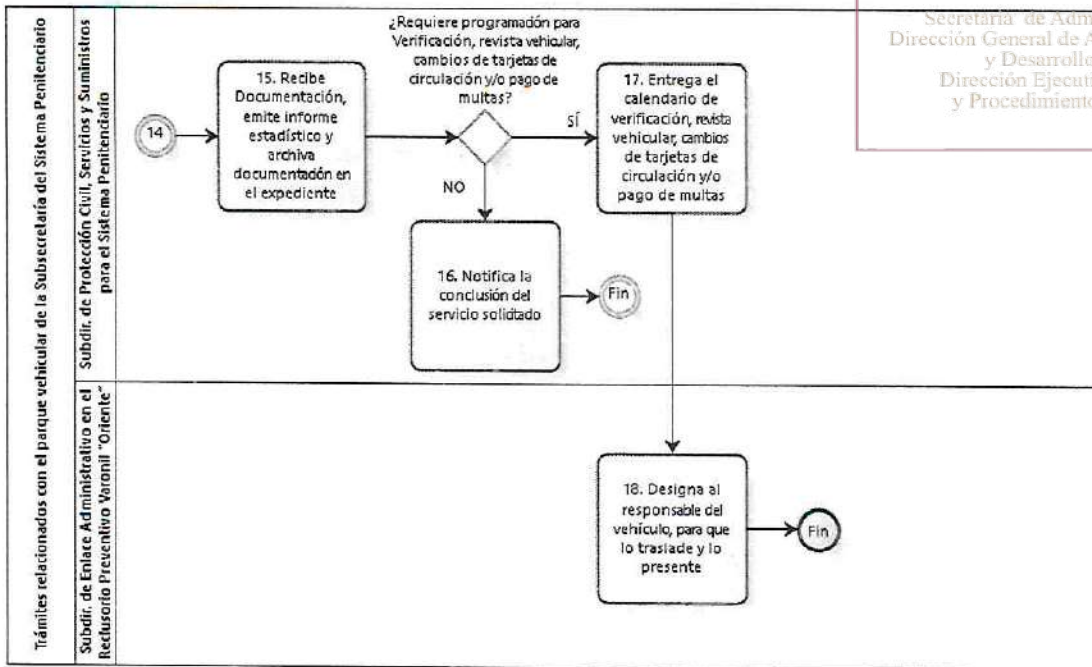 Secretaría de Adm
Dirección General de A
y Desarrollo
Dirección Ejecu
y Procedimient
Trámites relacionados con el parque vehicular de la Subsecretaría del Sistema Penitenciario
Subdir. de Protección Civil, Servicios y Suministros
para el Sistema Penitenciario
14
15. Recibe
Documentación,
emite informe
estadístico y
archiva
documentación en
el expediente
¿Requiere programación para
Verificación, revista vehicular,
cambios de tarjetas de
circulación y/o pago de
multas?
SÍ
NO
17. Entrega el
calendario de
verificación, revista
vehicular, cambios
de tarjetas de
circulación y/o
pago de multas
16. Notifica la
conclusión del
servicio solicitado
Fin
Subdir. de Enlace Administrativo en el
Reclusorio Preventivo Varonil "Oriente"
18. Designa al
responsable del
vehículo, para que
lo traslade y lo
presente
Fin